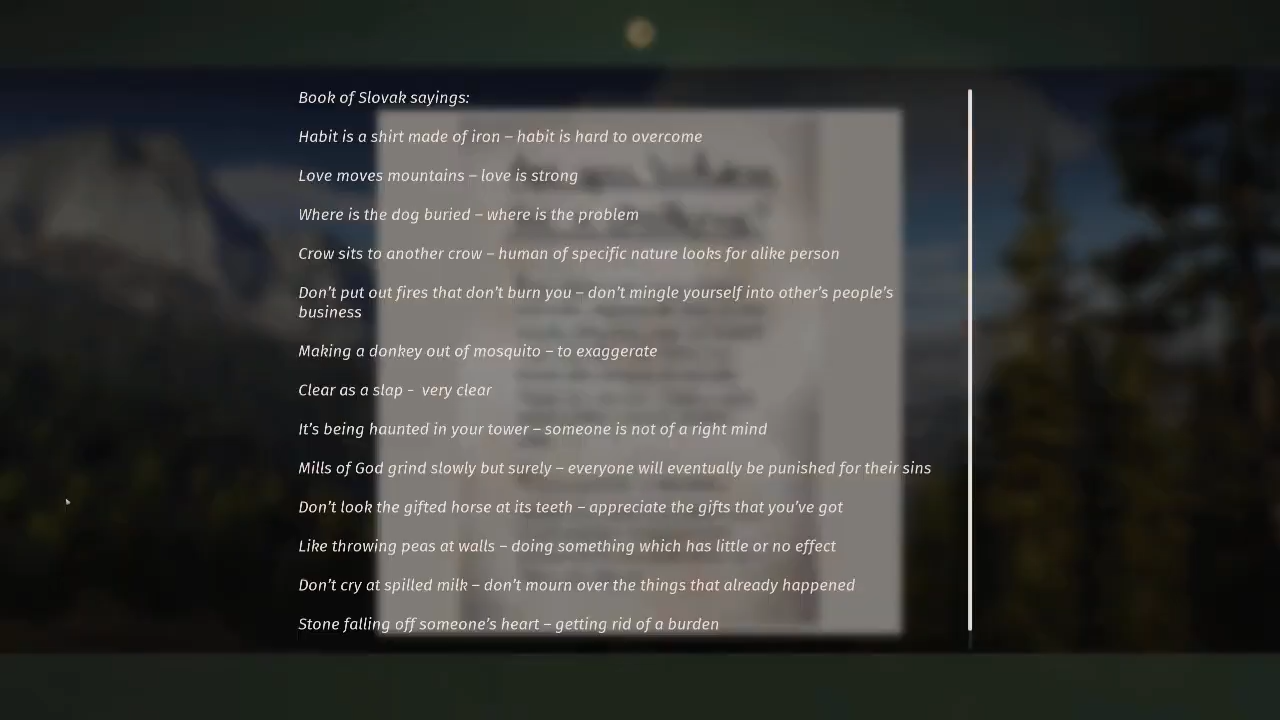 Book of Slovak sayings:
Habit is a shirt made of iron – habit is hard to overcome
Love moves mountains – love is strong
Where is the dog buried – where is the problem
Crow sits to another crow – human of specific nature looks for alike person
Don't put out fires that don't burn you – don't mingle yourself into other's people's
business
Making a donkey out of mosquito – to exaggerate
Clear as a slap -  very clear
It's being haunted in your tower – someone is not of a right mind
Mills of God grind slowly but surely – everyone will eventually be punished for their sins
Don't look the gifted horse at its teeth – appreciate the gifts that you've got
Like throwing peas at walls – doing something which has little or no effect
Don't cry at spilled milk – don't mourn over the things that already happened
Stone falling off someone's heart – getting rid of a burden